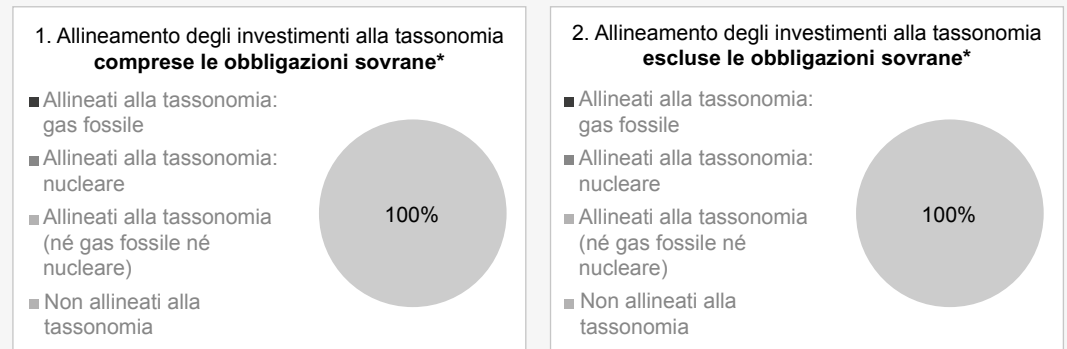 1. Allineamento degli investimenti alla tassonomia
comprese le obbligazioni sovrane*
Allineati alla tassonomia:
gas fossile
Allineati alla tassonomia:
nucleare
Allineati alla tassonomia
(né gas fossile né
nucleare)
Non allineati alla
tassonomia
100%
2. Allineamento degli investimenti alla tassonomia
escluse le obbligazioni sovrane*
Allineati alla tassonomia:
gas fossile
Allineati alla tassonomia:
nucleare
Allineati alla tassonomia
(né gas fossile né
nucleare)
Non allineati alla
tassonomia
100%